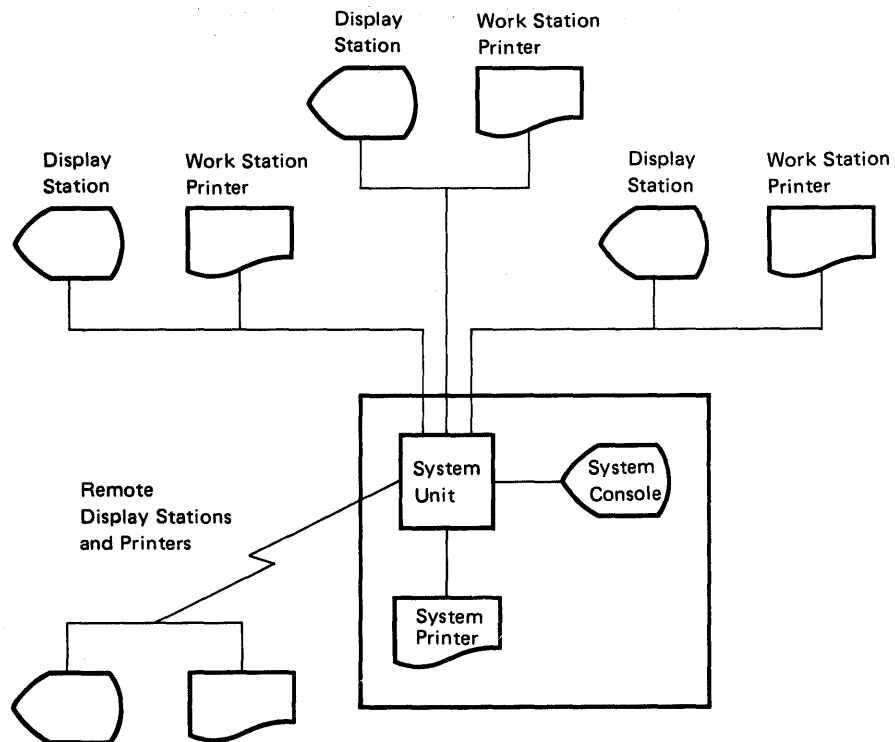 Display
Station
Work Station
Printer
Display
Station
Work Station
Printer
Display
Station
Work Station
Printer
System
Unit
System
Console
Remote
Display Stations
and Printers
System
Printer